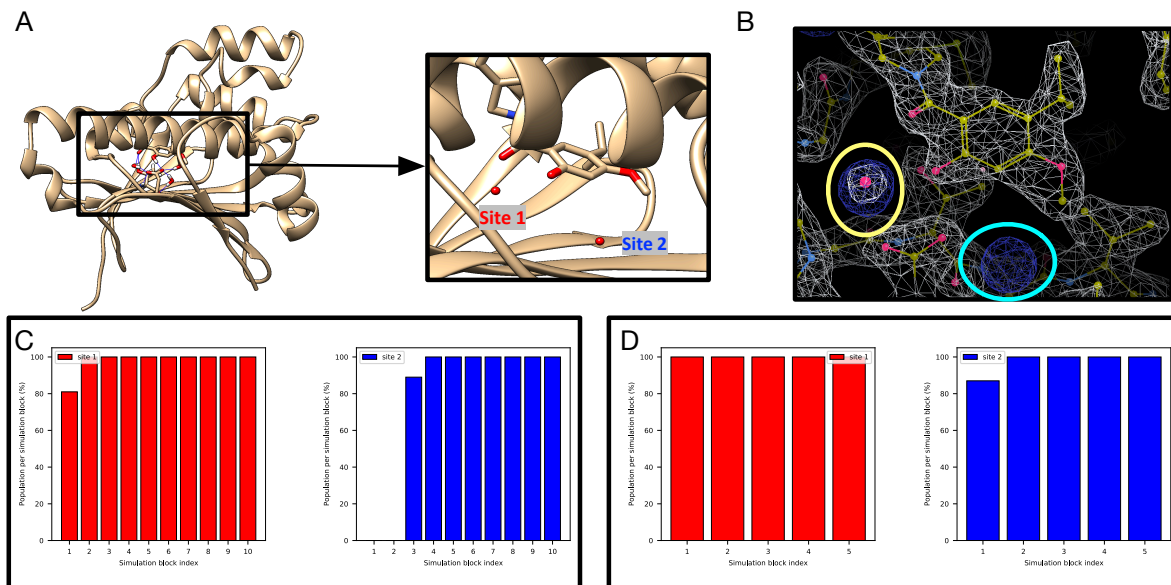 A
Site 1
Site 2
B
C
site 1
Population per simulation block (%)
100
80
60
40
20
0
1 2 3 4 5 6 7 8 9 10
Simulation block index
site 2
Population per simulation block (%)
100
80
60
40
20
0
1 2 3 4 5 6 7 8 9 10
Simulation block index
D
site 1
Population per simulation block (%)
100
80
60
40
20
0
1 2 3 4 5
Simulation block index
site 2
Population per simulation block (%)
100
80
60
40
20
0
1 2 3 4 5
Simulation block index